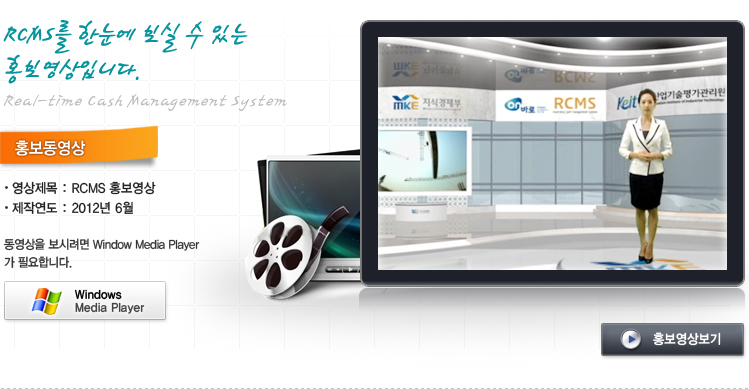 RCMS를 한눈에 보실 수 있는
홍보영상입니다.
Real-time Cash Management System
홍보동영상
· 영상제목 : RCMS 홍보영상
· 제작연도 : 2012년 6월
동영상을 보시려면 Window Media Player
가 필요합니다.
Windows
Media Player
MKE 지식경제부
바로 RCMS
Keit 산업기술평가관리원
홍보영상보기